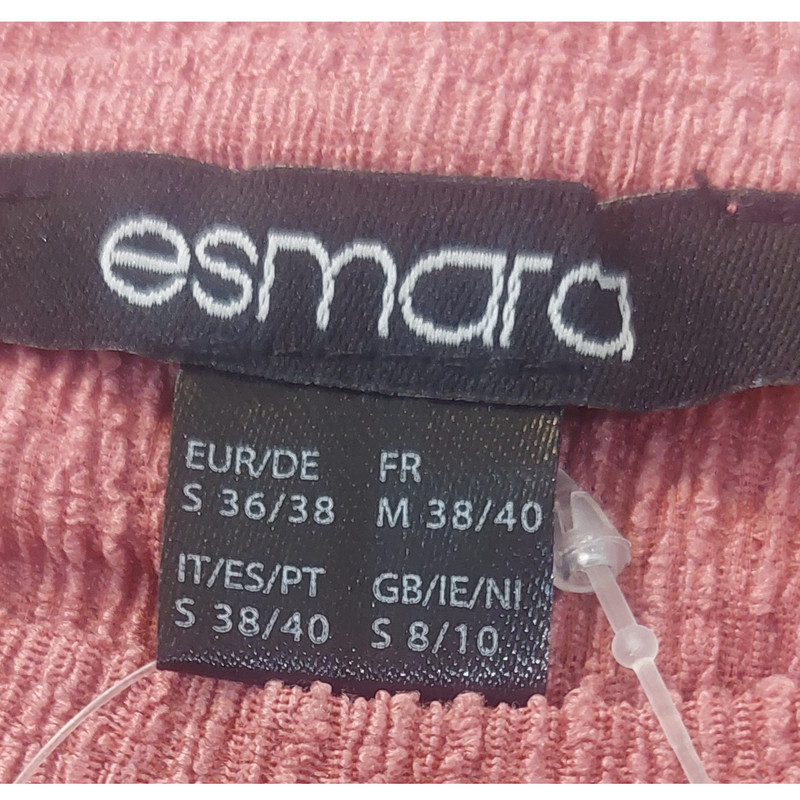 esmara
EUR/DE FR
S 36/38 M 38/40
IT/ES/PT GB/IE/NI
S 38/40 S 8/10